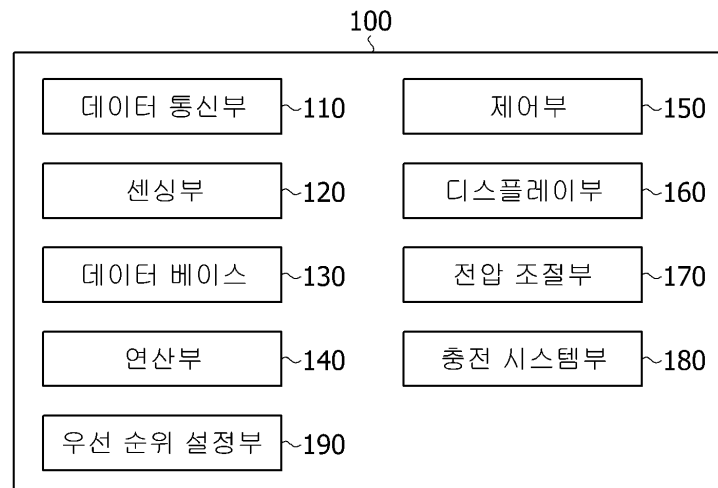 100
데이터 통신부 110
센싱부 120
데이터 베이스 130
연산부 140
우선 순위 설정부 190
제어부 150
디스플레이부 160
전압 조절부 170
충전 시스템부 180